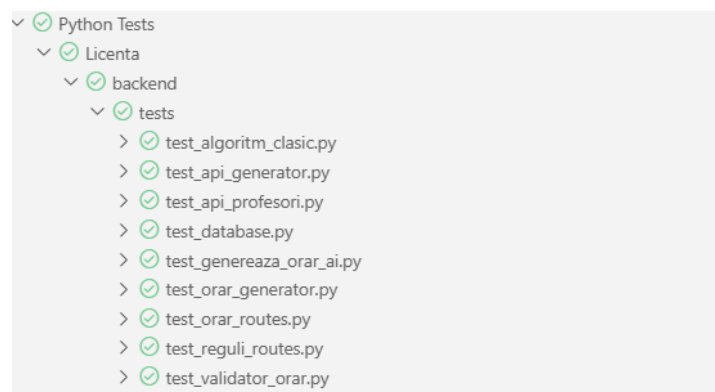 Python Tests
Licenta
backend
tests
test_algoritm_clasic.py
test_api_generator.py
test_api_profesori.py
test_database.py
test_genereaza_orar_ai.py
test_orar_generator.py
test_orar_routes.py
test_reguli_routes.py
test_validator_orar.py